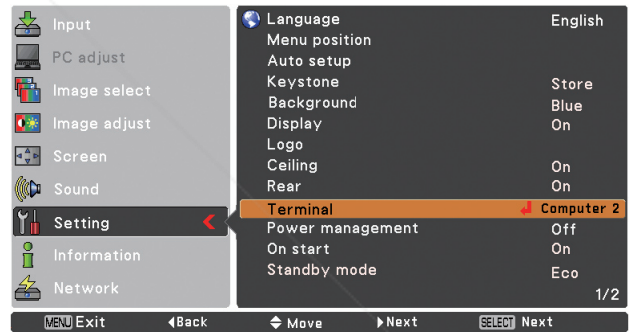 Input
PC adjust
Image select
Image adjust
Screen
Sound
Setting
Information
Network
Language English
Menu position
Auto setup
Keystone Store
Background Blue
Display On
Logo
Ceiling On
Rear On
Terminal Computer 2
Power management Off
On start On
Standby mode Eco
1/2
MENU Exit Back Move Next SELECT Next